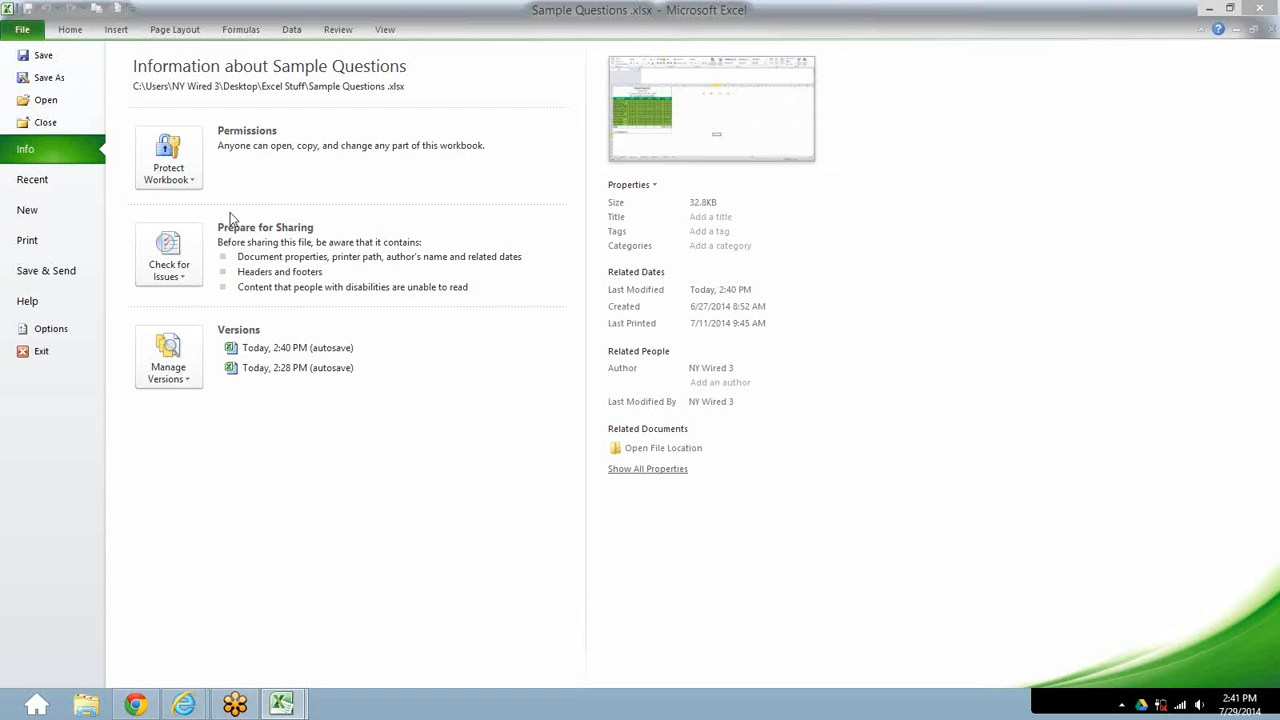 Sample Questions .xlsx - Microsoft Excel
File Home Insert Page Layout Formulas Data Review View
Save
Save As
Open
Close
Info
Recent
New
Print
Save & Send
Help
Options
Exit
Information about Sample Questions
C:\Users\NY Wired 3\Desktop\Excel Stuff\Sample Questions .xlsx
Protect
Workbook
Permissions
Anyone can open, copy, and change any part of this workbook.
Check for
Issues
Prepare for Sharing
Before sharing this file, be aware that it contains:
Document properties, printer path, author's name and related dates
Headers and footers
Content that people with disabilities are unable to read
Manage
Versions
Versions
Today, 2:40 PM (autosave)
Today, 2:28 PM (autosave)
Properties
Size 32.8KB
Title Add a title
Tags Add a tag
Categories Add a category
Related Dates
Last Modified Today, 2:40 PM
Created 6/27/2014 8:52 AM
Last Printed 7/11/2014 9:45 AM
Related People
Author NY Wired 3
Add an author
Last Modified By NY Wired 3
Related Documents
Open File Location
Show All Properties
2:41 PM
7/29/2014